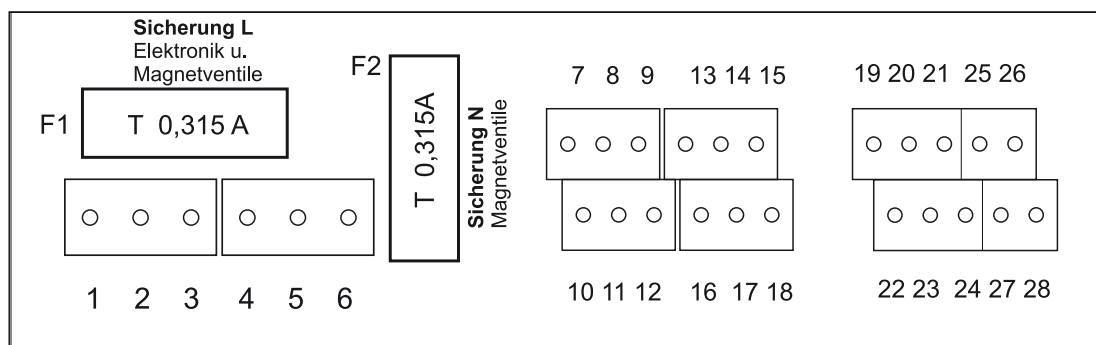 Sicherung L
Elektronik u.
Magnetventile
F1
T 0,315 A
F2
T 0,315A
Sicherung N
Magnetventile
7 8 9 13 14 15
19 20 21 25 26
1 2 3 4 5 6
10 11 12 16 17 18
22 23 24 27 28